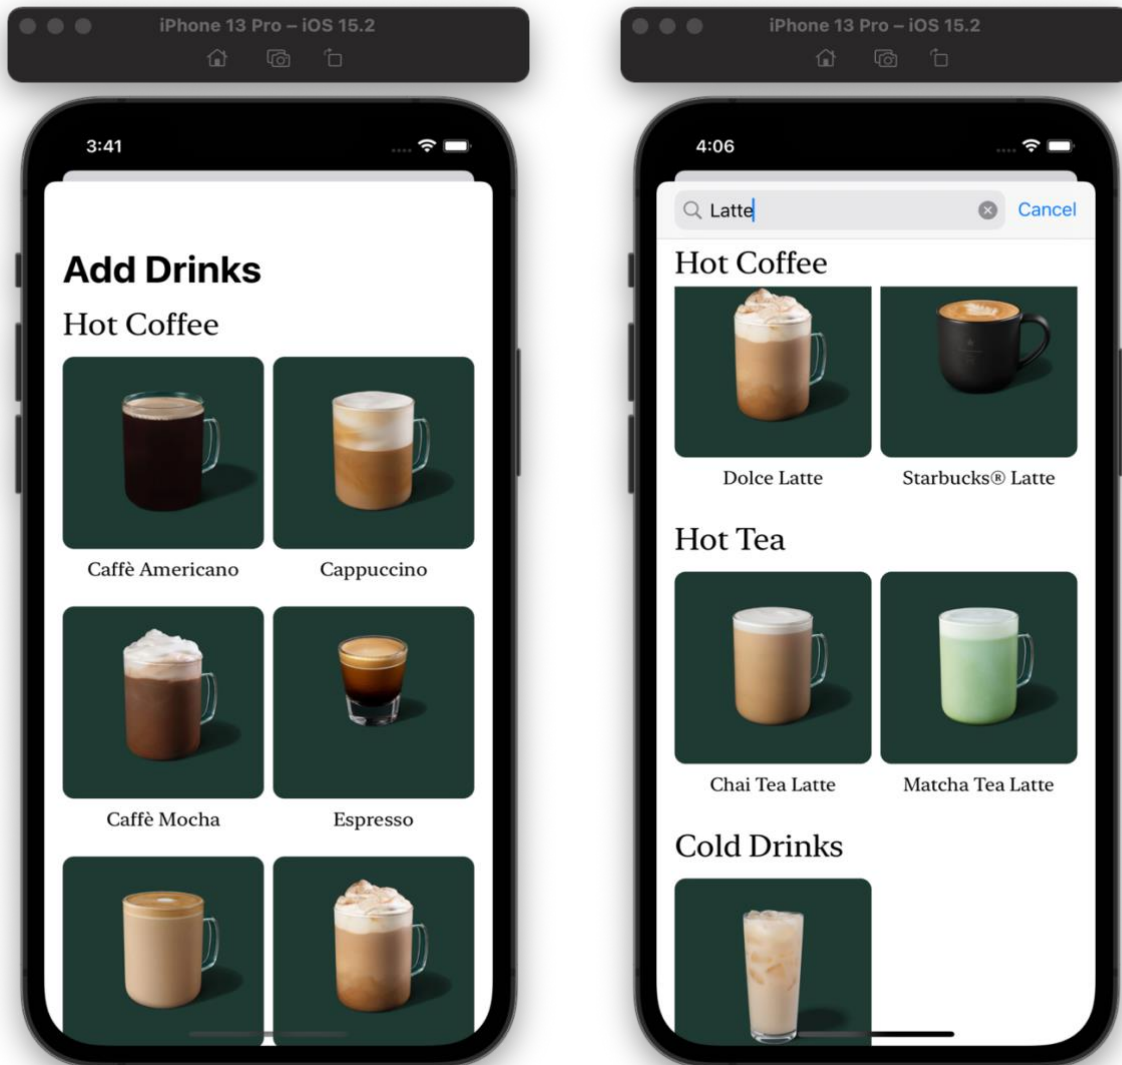 iPhone 13 Pro – iOS 15.2
3:41
Add Drinks
Hot Coffee
Caffè Americano
Cappuccino
Caffè Mocha
Espresso
iPhone 13 Pro – iOS 15.2
4:06
Latte
Cancel
Hot Coffee
Dolce Latte
Starbucks® Latte
Hot Tea
Chai Tea Latte
Matcha Tea Latte
Cold Drinks